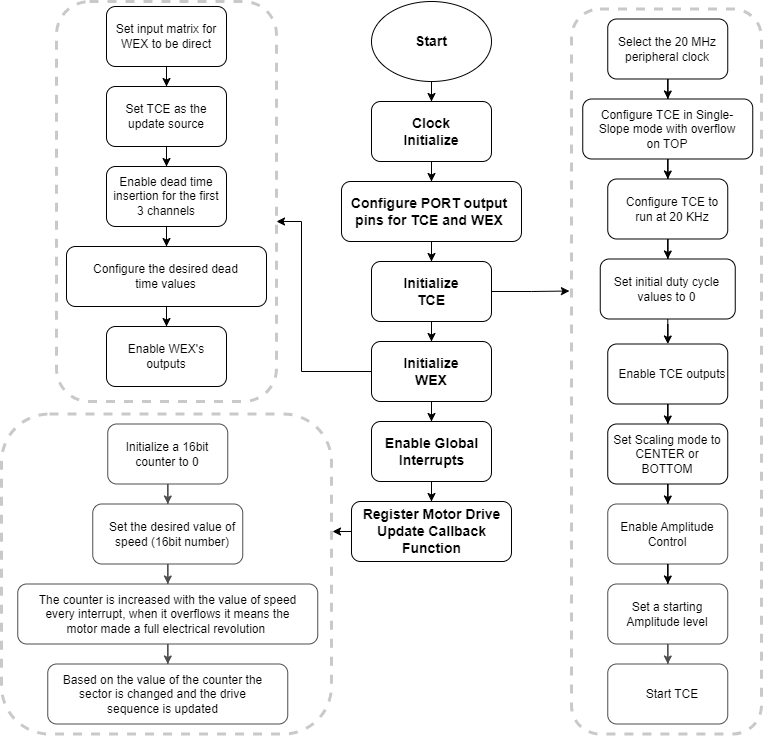 Start
Clock
Initialize
Configure PORT output
pins for TCE and WEX
Initialize
TCE
Initialize
WEX
Enable Global
Interrupts
Register Motor Drive
Update Callback
Function
Set input matrix for
WEX to be direct
Set TCE as the
update source
Enable dead time
insertion for the first
3 channels
Configure the desired dead
time values
Enable WEX's
outputs
Initialize a 16bit
counter to 0
Set the desired value of
speed (16bit number)
The counter is increased with the value of speed
every interrupt, when it overflows it means the
motor made a full electrical revolution
Based on the value of the counter the
sector is changed and the drive
sequence is updated
Select the 20 MHz
peripheral clock
Configure TCE in Single-
Slope mode with overflow
on TOP
Configure TCE to
run at 20 KHz
Set initial duty cycle
values to 0
Enable TCE outputs
Set Scaling mode to
CENTER or
BOTTOM
Enable Amplitude
Control
Set a starting
Amplitude level
Start TCE